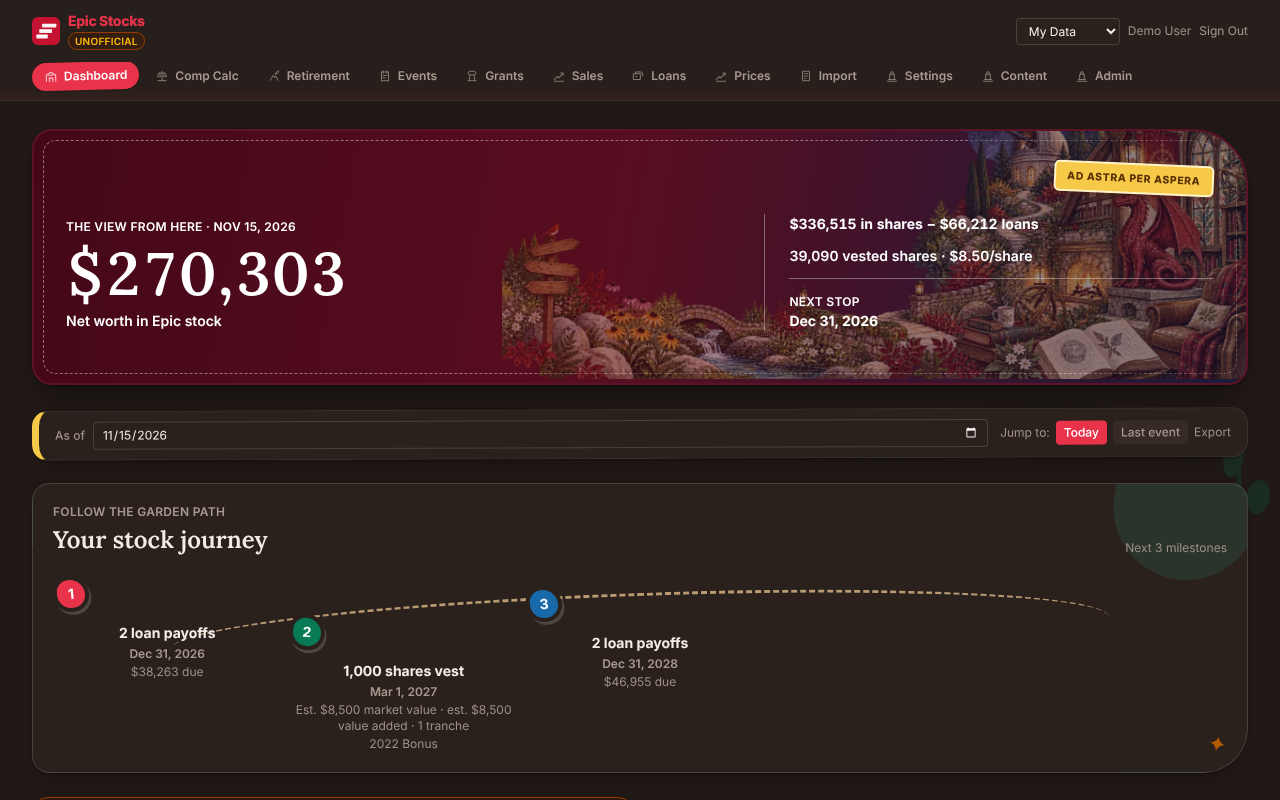 Epic Stocks
UNOFFICIAL
My Data
Demo User
Sign Out
Dashboard
Comp Calc
Retirement
Events
Grants
Sales
Loans
Prices
Import
Settings
Content
Admin
AD ASTRA PER ASPERA
THE VIEW FROM HERE · NOV 15, 2026
$270,303
Net worth in Epic stock
$336,515 in shares – $66,212 loans
39,090 vested shares · $8.50/share
NEXT STOP
Dec 31, 2026
As of
11/15/2026
Jump to:
Today
Last event
Export
FOLLOW THE GARDEN PATH
Your stock journey
Next 3 milestones
1
2 loan payoffs
Dec 31, 2026
$38,263 due
2
1,000 shares vest
Mar 1, 2027
Est. $8,500 market value · est. $8,500
value added · 1 tranche
2022 Bonus
3
2 loan payoffs
Dec 31, 2028
$46,955 due